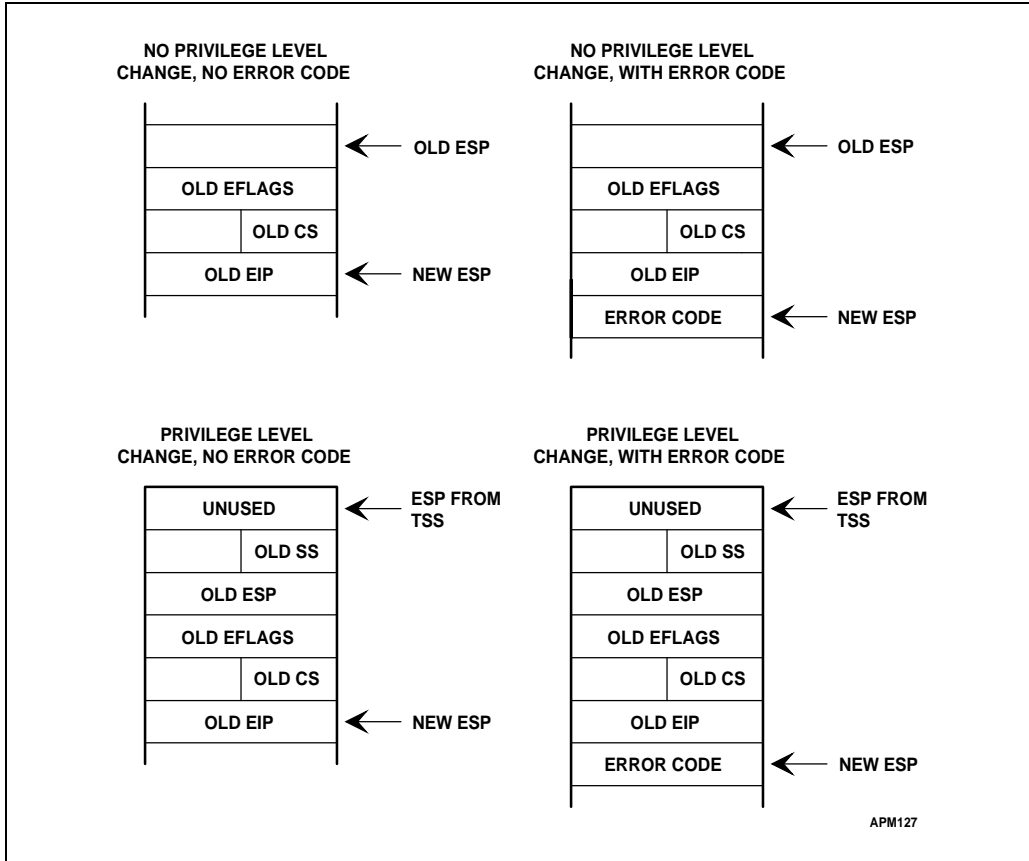 NO PRIVILEGE LEVEL
CHANGE, NO ERROR CODE
OLD ESP
OLD EFLAGS
OLD CS
OLD EIP
NEW ESP
NO PRIVILEGE LEVEL
CHANGE, WITH ERROR CODE
OLD ESP
OLD EFLAGS
OLD CS
OLD EIP
ERROR CODE
NEW ESP
PRIVILEGE LEVEL
CHANGE, NO ERROR CODE
UNUSED
ESP FROM
TSS
OLD SS
OLD ESP
OLD EFLAGS
OLD CS
OLD EIP
NEW ESP
PRIVILEGE LEVEL
CHANGE, WITH ERROR CODE
UNUSED
ESP FROM
TSS
OLD SS
OLD ESP
OLD EFLAGS
OLD CS
OLD EIP
ERROR CODE
NEW ESP
APM127